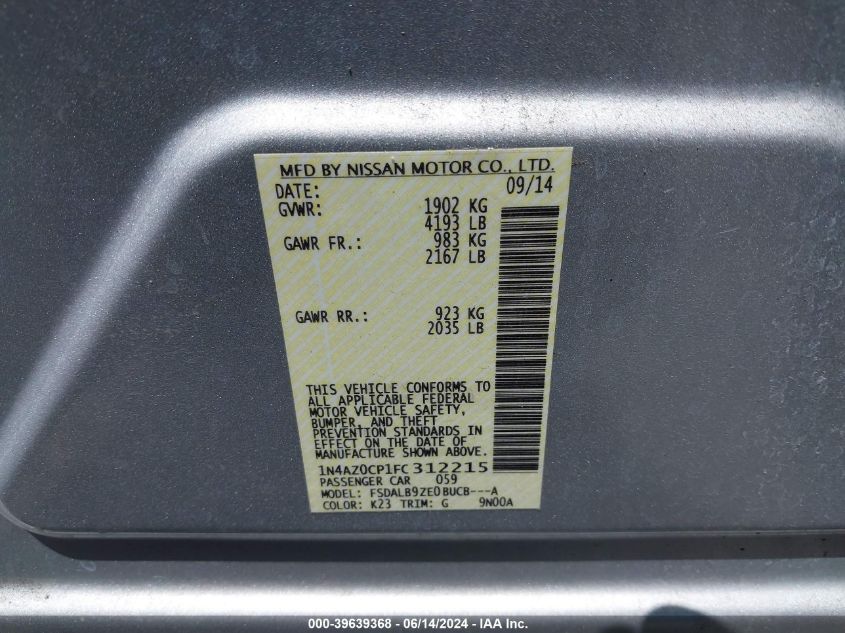 MFD BY NISSAN MOTOR CO., LTD.
DATE: 09/14
GVWR: 1902 KG
4193 LB
GAWR FR.: 983 KG
2167 LB
GAWR RR.: 923 KG
2035 LB
THIS VEHICLE CONFORMS TO
ALL APPLICABLE FEDERAL
MOTOR VEHICLE SAFETY,
BUMPER, AND THEFT
PREVENTION STANDARDS IN
EFFECT ON THE DATE OF
MANUFACTURE SHOWN ABOVE.
1N4AZ0CP1FC312215
PASSENGER CAR 059
MODEL: FSDALB9ZE0BUCB---A
COLOR: K23 TRIM: G 9N00A
000-39639368 - 06/14/2024 - IAA Inc.